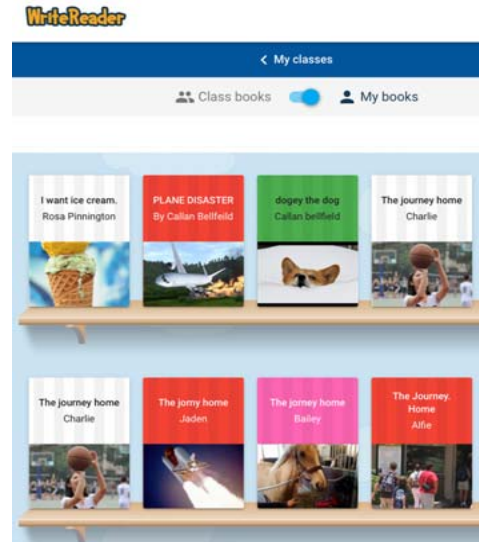 WriteReader
My classes
Class books My books
I want ice cream.
Rosa Pinnington
PLANE DISASTER
By Callan Bellfeild
dogey the dog
Callan bellfield
The journey home
Charlie
The journey home
Charlie
The jorny home
Jaden
The jorney home
Bailey
The Journey.
Home
Alfie